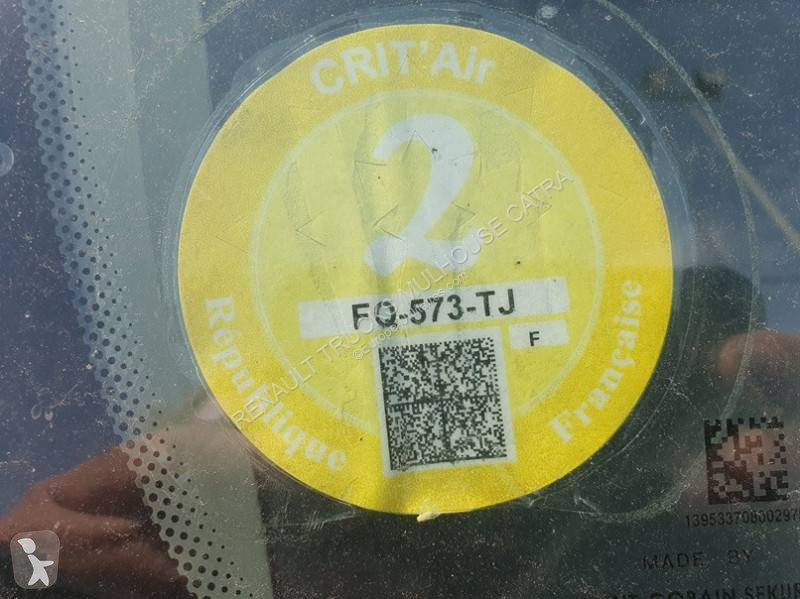 CRIT'Air
2
FQ-573-TJ
F
République Française
RENAULT TRUCKS MULHOUSE CATRA
MADE BY